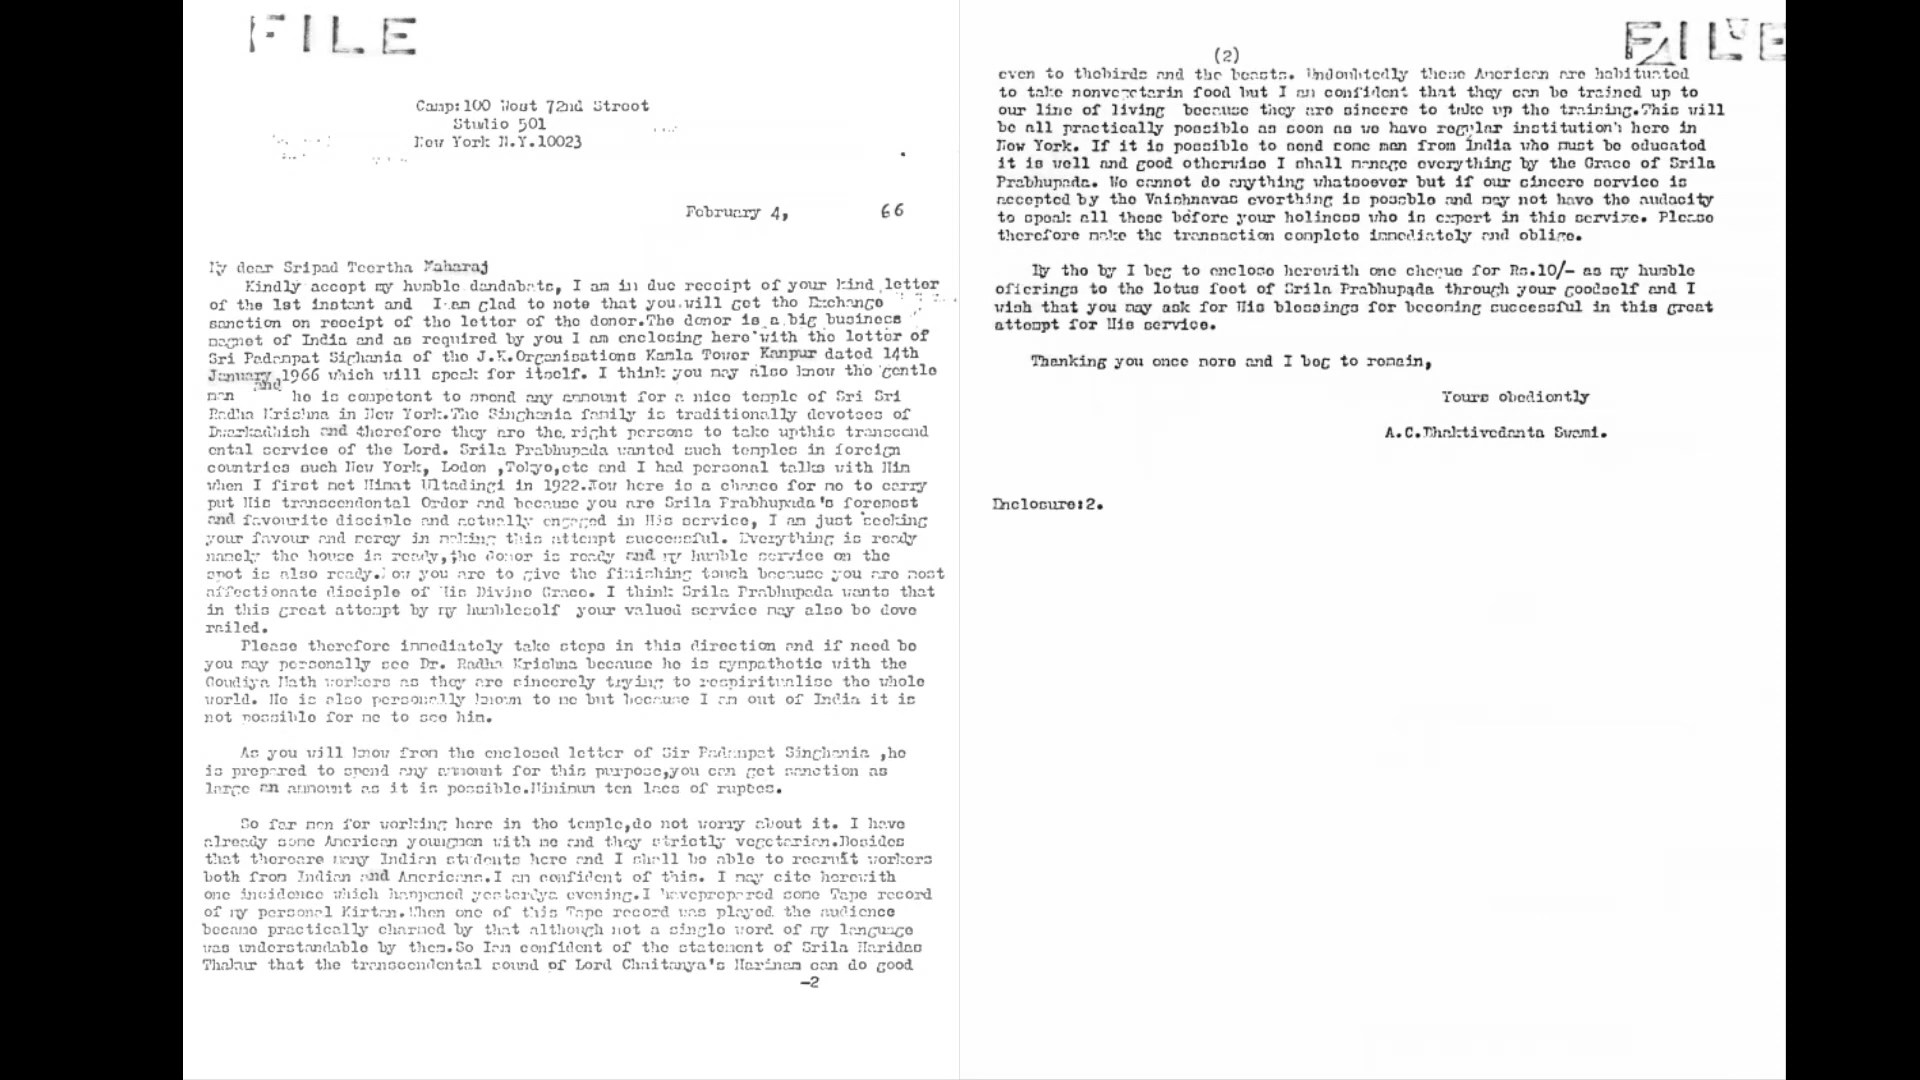 FILE
Camp:100 West 72nd Street
Studio 501
New York N.Y.10023
February 4, 66
My dear Sripad Teertha Maharaj
Kindly accept my humble dandabats, I am in due receipt of your kind letter
of the 1st instant and I am glad to note that you will get the Exchange
sanction on receipt of the letter of the donor.The donor is a big business
magnet of India and as required by you I am enclosing here with the letter of
Sri Padampat Sighania of the J.K.Organisations Kamla Tower Kanpur dated 14th
January 1966 which will speak for itself. I think you may also know the gentle
man and he is competent to spend any amount for a nice temple of Sri Sri
Radha Krishna in New York.The Singhania family is traditionally devotees of
Dwarkadhish and therefore they are the right persons to take upthis transcend
ental service of the Lord. Srila Prabhupada wanted such temples in foreign
countries such New York, Lodon ,Tokyo,etc and I had personal talks with Him
when I first met Himat Ultadingi in 1922.Now here is a chance for me to carry
put His transcendental Order and because you are Srila Prabhupada's foremost
and favourite disciple and actually engaged in His service, I am just seeking
your favour and mercy in making this attempt successful. Everything is ready
namely the house is ready,the donor is ready and my humble service on the
spot is also ready.Now you are to give the finishing touch because you are most
affectionate disciple of His Divine Grace. I think Srila Prabhupada wants that
in this great attempt by my humbleself your valued service may also be dove
railed.
Please therefore immediately take steps in this direction and if need be
you may personally see Dr. Radha Krishna because he is sympathetic with the
Goudiya Math workers as they are sincerely trying to respiritualise the whole
world. He is also personally known to me but because I am out of India it is
not possible for me to see him.
As you will know from the enclosed letter of Sir Padampat Singhania ,he
is prepared to spend any ammount for this purpose,you can get sanction as
large an ammount as it is possible.Minimum ten lacs of rupees.
So far men for working here in the temple,do not worry about it. I have
already some American youngmen with me and they strictly vegetarian.Besides
that thereare many Indian students here and I shall be able to recruit workers
both from Indian and Americans.I an confident of this. I may cite herewith
one incidence which happened yesterdya evening.I haveprepared some Tape record
of my personal Kirtan.When one of this Tape record was played the audience
became practically charmed by that although not a single word of my language
was understandable by them.So Iam confident of the statement of Srila Haridas
Thakur that the transcendental sound of Lord Chaitanya's Harinam can do good
-2
FILE
(2)
even to thebirds and the beasts. Undoubtedly these American are habituated
to take nonvegetarin food but I am confident that they can be trained up to
our line of living because they are sincere to take up the training.This will
be all practically possible as soon as we have regular institution's here in
New York. If it is possible to send some man from India who must be educated
it is well and good otherwise I shall manage everything by the Grace of Srila
Prabhupada. We cannot do anything whatsoever but if our sincere service is
accepted by the Vaishnavas everthing is possble and may not have the audacity
to speak all these before your holiness who is expert in this service. Please
therefore make the transaction complete immediately and oblige.
By the by I beg to enclose herewith one cheque for Rs.10/- as my humble
oferings to the lotus feet of Srila Prabhupada through your goodself and I
wish that you may ask for His blessings for becoming successful in this great
attempt for His service.
Thanking you once more and I beg to remain,
Yours obediently
A.C.Bhaktivedanta Swami.
Enclosure:2.